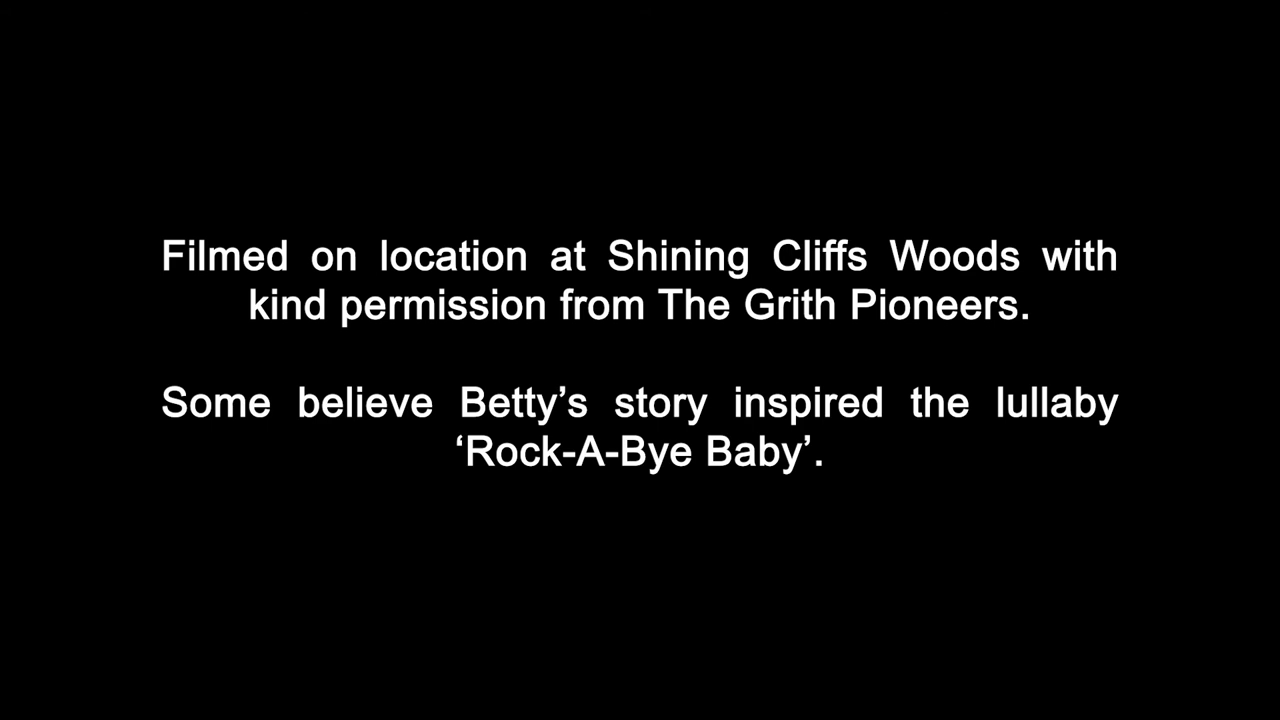 Filmed on location at Shining Cliffs Woods with
kind permission from The Grith Pioneers.
Some believe Betty’s story inspired the lullaby
‘Rock-A-Bye Baby’.